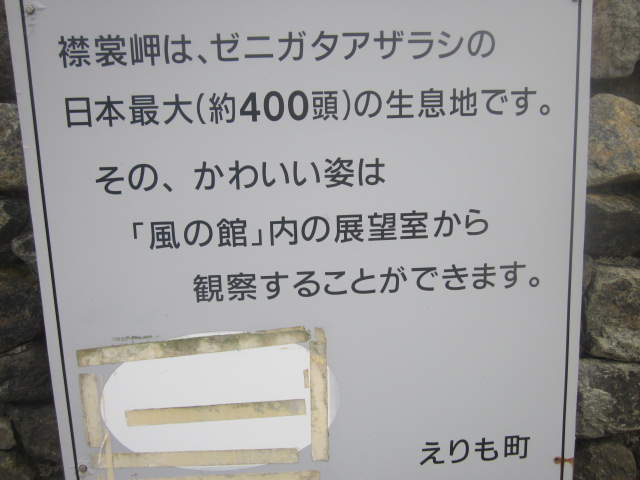 襟裳岬は、ゼニガタアザラシの
日本最大(約400頭)の生息地です。
その、かわいい姿は
「風の館」内の展望室から
観察することができます。
えりも町